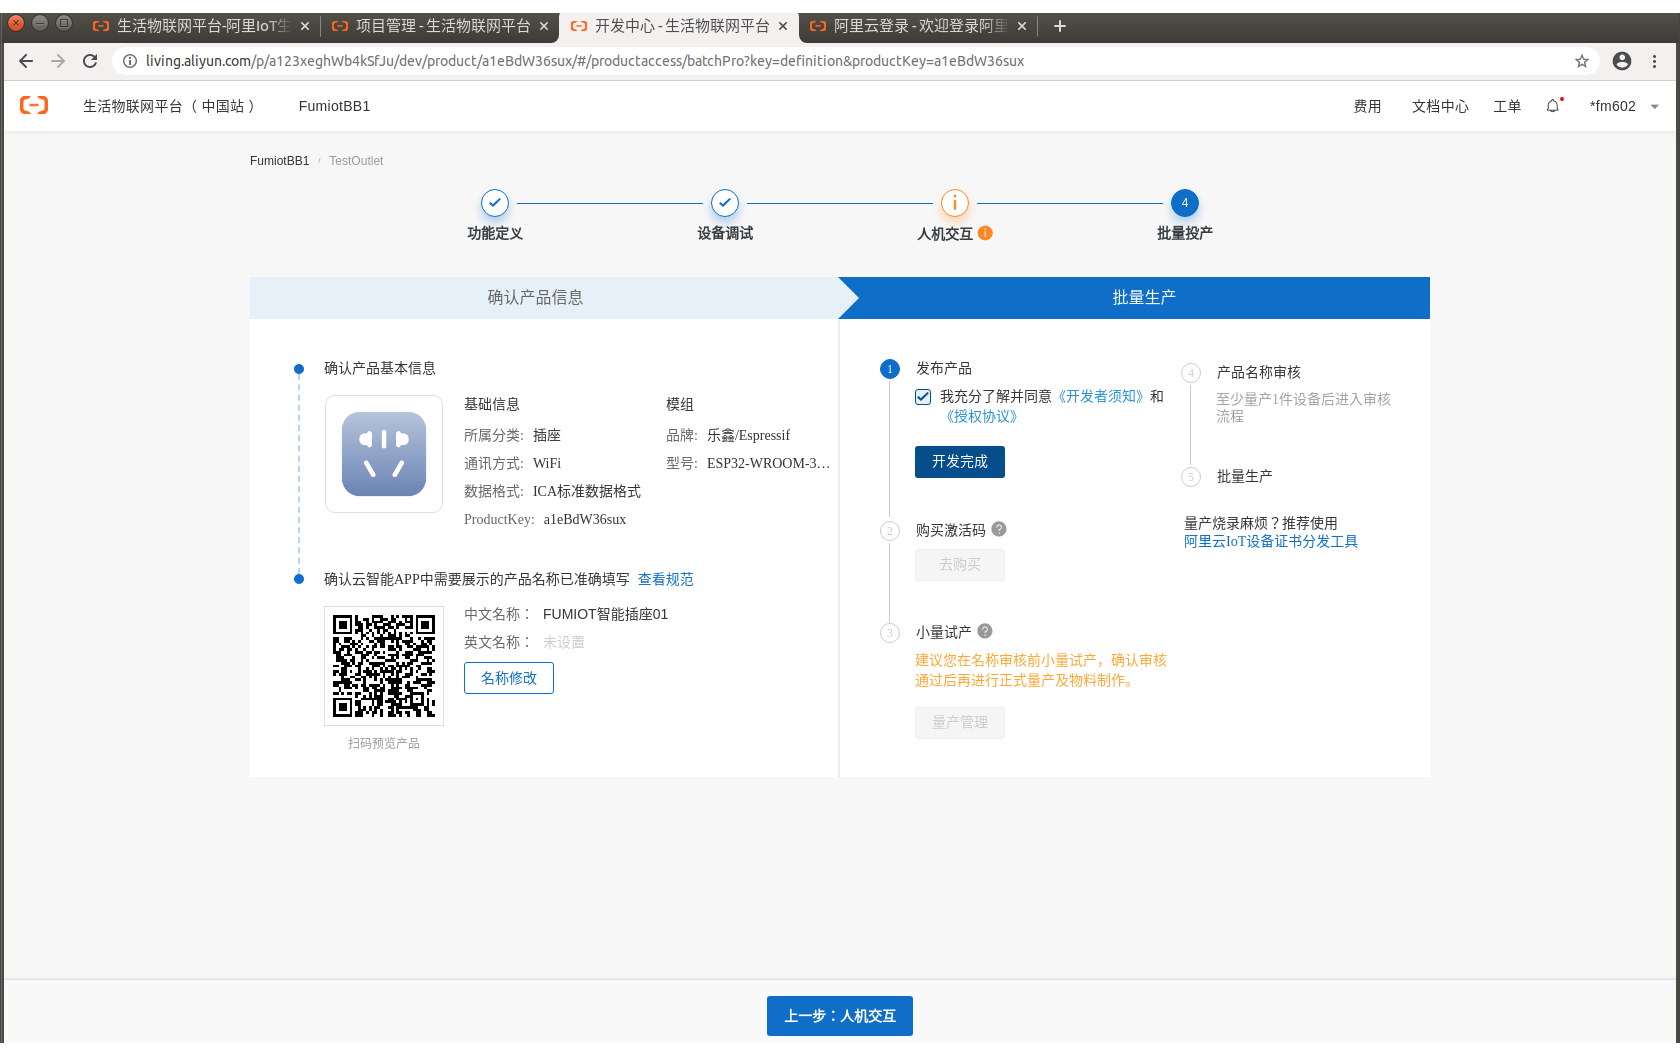 生活物联网平台-阿里IoT生
项目管理 - 生活物联网平台
开发中心 - 生活物联网平台
阿里云登录 - 欢迎登录阿里
living.aliyun.com/p/a123xeghWb4kSfJu/dev/product/a1eBdW36sux/#/productaccess/batchPro?key=definition&productKey=a1eBdW36sux
生活物联网平台（中国站）
FumiotBB1
费用
文档中心
工单
*fm602
FumiotBB1 / TestOutlet
4
功能定义
设备调试
人机交互
批量投产
确认产品信息
批量生产
确认产品基本信息
基础信息
所属分类: 插座
通讯方式: WiFi
数据格式: ICA标准数据格式
ProductKey: a1eBdW36sux
模组
品牌: 乐鑫/Espressif
型号: ESP32-WROOM-3...
确认云智能APP中需要展示的产品名称已准确填写 查看规范
中文名称： FUMIOT智能插座01
英文名称： 未设置
名称修改
扫码预览产品
1 发布产品
我充分了解并同意《开发者须知》和
《授权协议》
开发完成
2 购买激活码 ?
去购买
3 小量试产 ?
建议您在名称审核前小量试产，确认审核
通过后再进行正式量产及物料制作。
量产管理
4 产品名称审核
至少量产1件设备后进入审核
流程
5 批量生产
量产烧录麻烦？推荐使用
阿里云IoT设备证书分发工具
上一步：人机交互